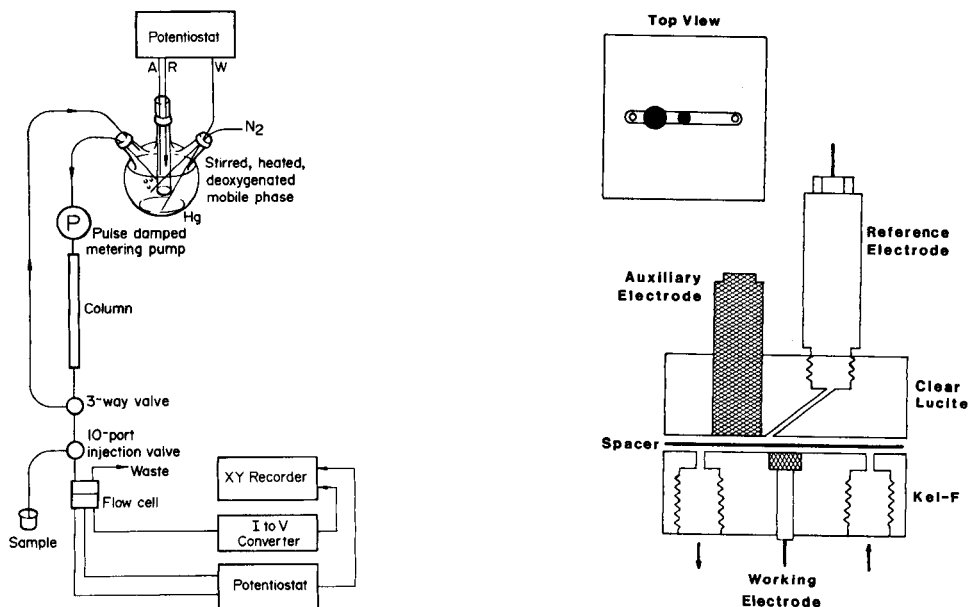 Potentiostat
A R W
N2
Stirred, heated,
deoxygenated
mobile phase
Hg
P
Pulse damped
metering pump
Column
3-way valve
10-port
injection valve
Waste
Flow cell
Sample
XY Recorder
I to V
Converter
Potentiostat
Top View
Reference
Electrode
Auxiliary
Electrode
Clear
Lucite
Spacer
Kel-F
Working
Electrode